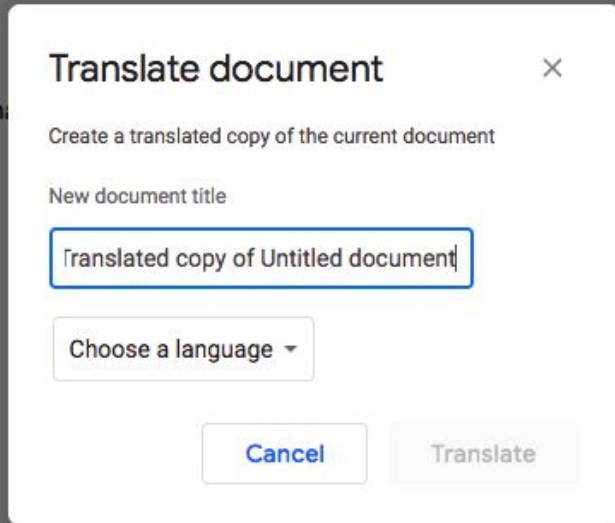 Translate document
Create a translated copy of the current document
New document title
Translated copy of Untitled document
Choose a language
Cancel
Translate